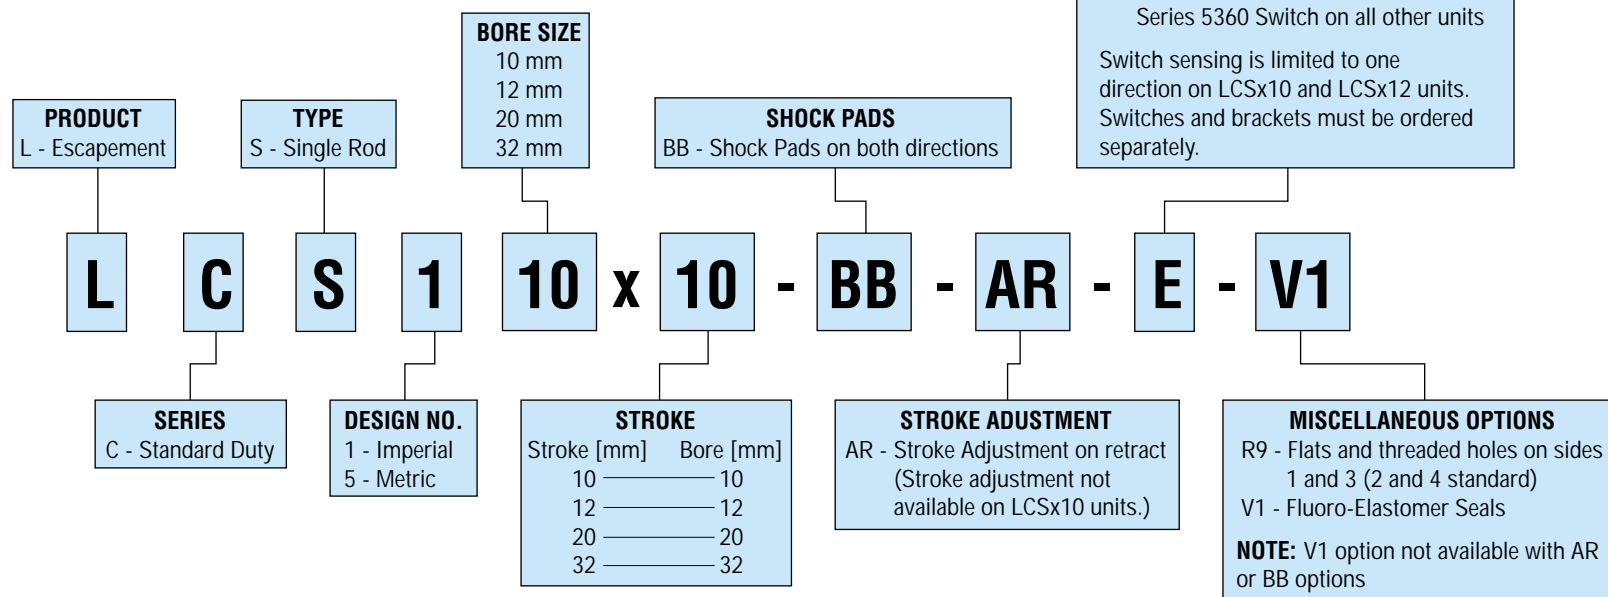 Series 5360 Switch on all other units
Switch sensing is limited to one
direction on LCSx10 and LCSx12 units.
Switches and brackets must be ordered
separately.
BORE SIZE
10 mm
12 mm
20 mm
32 mm
PRODUCT
L - Escapement
TYPE
S - Single Rod
SHOCK PADS
BB - Shock Pads on both directions
L C S 1 10 x 10 - BB - AR - E - V1
SERIES
C - Standard Duty
DESIGN NO.
1 - Imperial
5 - Metric
STROKE
Stroke [mm] Bore [mm]
10 10
12 12
20 20
32 32
STROKE ADUSTMENT
AR - Stroke Adjustment on retract
(Stroke adjustment not
available on LCSx10 units.)
MISCELLANEOUS OPTIONS
R9 - Flats and threaded holes on sides
1 and 3 (2 and 4 standard)
V1 - Fluoro-Elastomer Seals
NOTE: V1 option not available with AR
or BB options